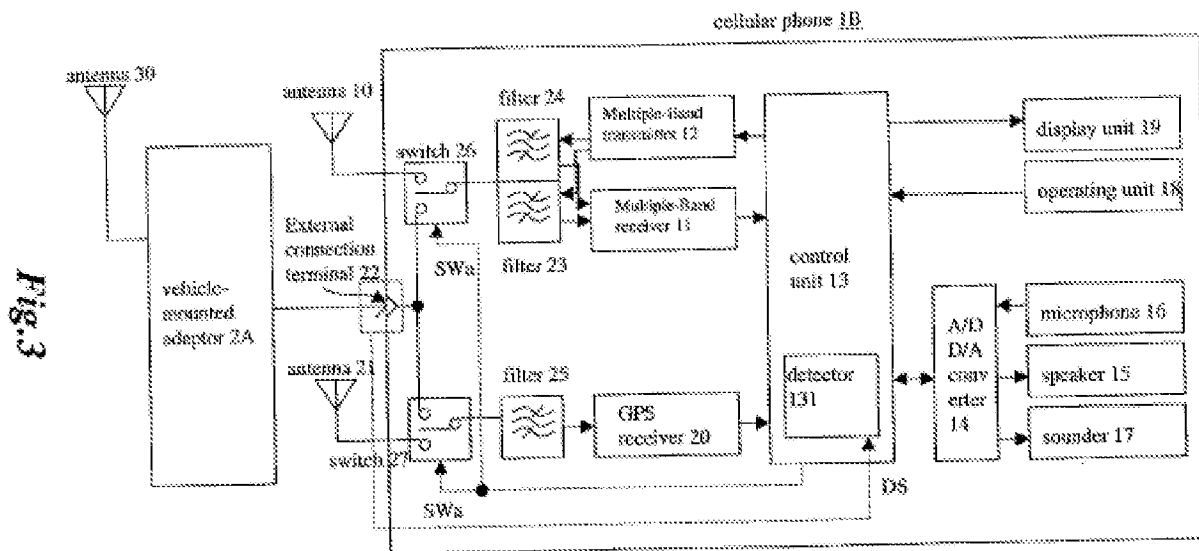 cellular phone 1B
antenna 30
antenna 10
filter 24
Multiple-Band
transmitter 12
display unit 19
switch 26
operating unit 18
Multiple-Band
receiver 11
External
connection
terminal 22
SWa
filter 23
control
unit 13
Fig.3
vehicle-
mounted
adaptor 2A
microphone 16
A/D
D/A
conv
erter
14
antenna 21
filter 25
detector
131
speaker 15
GPS
receiver 20
sounder 17
switch 27
SWa
DS